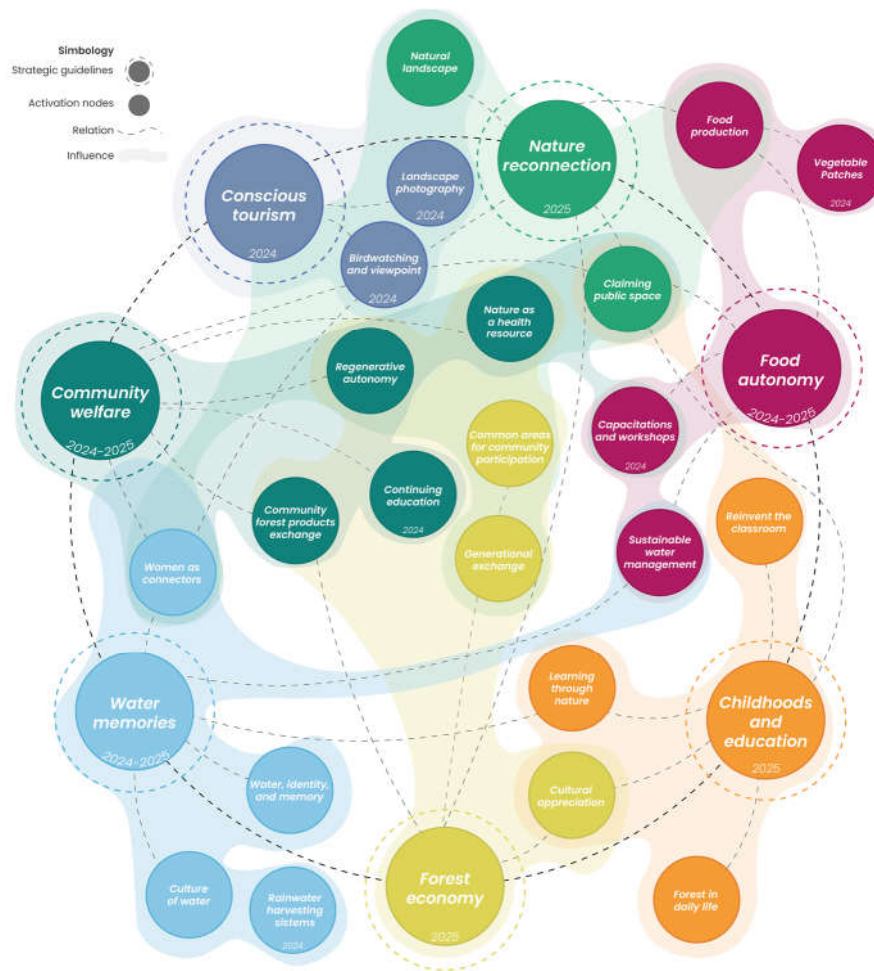 Simbology
Strategic guidelines
Activation nodes
Relation
Influence
Natural
landscape
Nature
reconnection
2025
Food
production
Vegetable
Patches
2024
Conscious
tourism
2024
Landscape
photography
2024
Birdwatching
and viewpoint
2024
Claiming
public space
Nature as
a health
resource
Regenerative
autonomy
Community
welfare
2024-2025
Food
autonomy
2024-2025
Capacitations
and workshops
2024
Common areas
for community
participation
Continuing
education
2024
Community
forest products
exchange
Generational
exchange
Reinvent the
classroom
Sustainable
water
management
Women as
connectors
Water
memories
2024-2025
Learning
through
nature
Childhoods
and
education
2025
Water, identity,
and memory
Cultural
appreciation
Culture
of water
Rainwater
harvesting
sistems
2024
Forest
economy
2025
Forest in
daily life